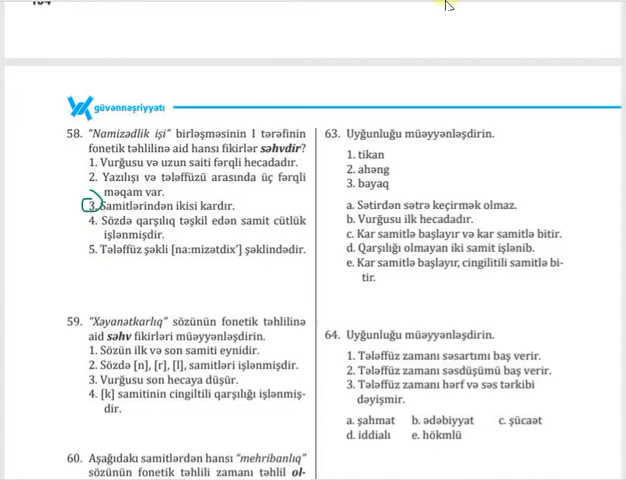 güvənnəşriyyatı
58. "Namizədlik işi" birləşməsinin I tərəfinin
fonetik təhlilinə aid hansı fikirlər səhvdir?
1. Vurğusu və uzun saiti fərqli hecadadır.
2. Yazılışı və tələffüzü arasında üç fərqli
məqam var.
3. Samitlərindən ikisi kardır.
4. Sözdə qarşılıq təşkil edən samit cütlük
işlənmişdir.
5. Tələffüz şəkli [na:mizətdix'] şəklindədir.
59. "Xəyanətkarlıq" sözünün fonetik təhlilinə
aid səhv fikirləri müəyyənləşdirin.
1. Sözün ilk və son samiti eynidir.
2. Sözdə [n], [r], [l], samitləri işlənmişdir.
3. Vurğusu son hecaya düşür.
4. [k] samitinin cingiltili qarşılığı işlənmiş-
dir.
60. Aşağıdakı samitlərdən hansı "mehribanlıq"
sözünün fonetik təhlili zamanı təhlil ol-
63. Uyğunluğu müəyyənləşdirin.
1. tikan
2. ahəng
3. bayaq
a. Sətirdən sətrə keçirmək olmaz.
b. Vurğusu ilk hecadadır.
c. Kar samitlə başlayır və kar samitlə bitir.
d. Qarşılığı olmayan iki samit işlənib.
e. Kar samitlə başlayır, cingilitili samitlə bi-
tir.
64. Uyğunluğu müəyyənləşdirin.
1. Tələffüz zamanı səsartımı baş verir.
2. Tələffüz zamanı səsdüşümü baş verir.
3. Tələffüz zamanı hərf və səs tərkibi
dəyişmir.
a. şahmat b. ədəbiyyat c. şücaət
d. iddialı e. hökmlü